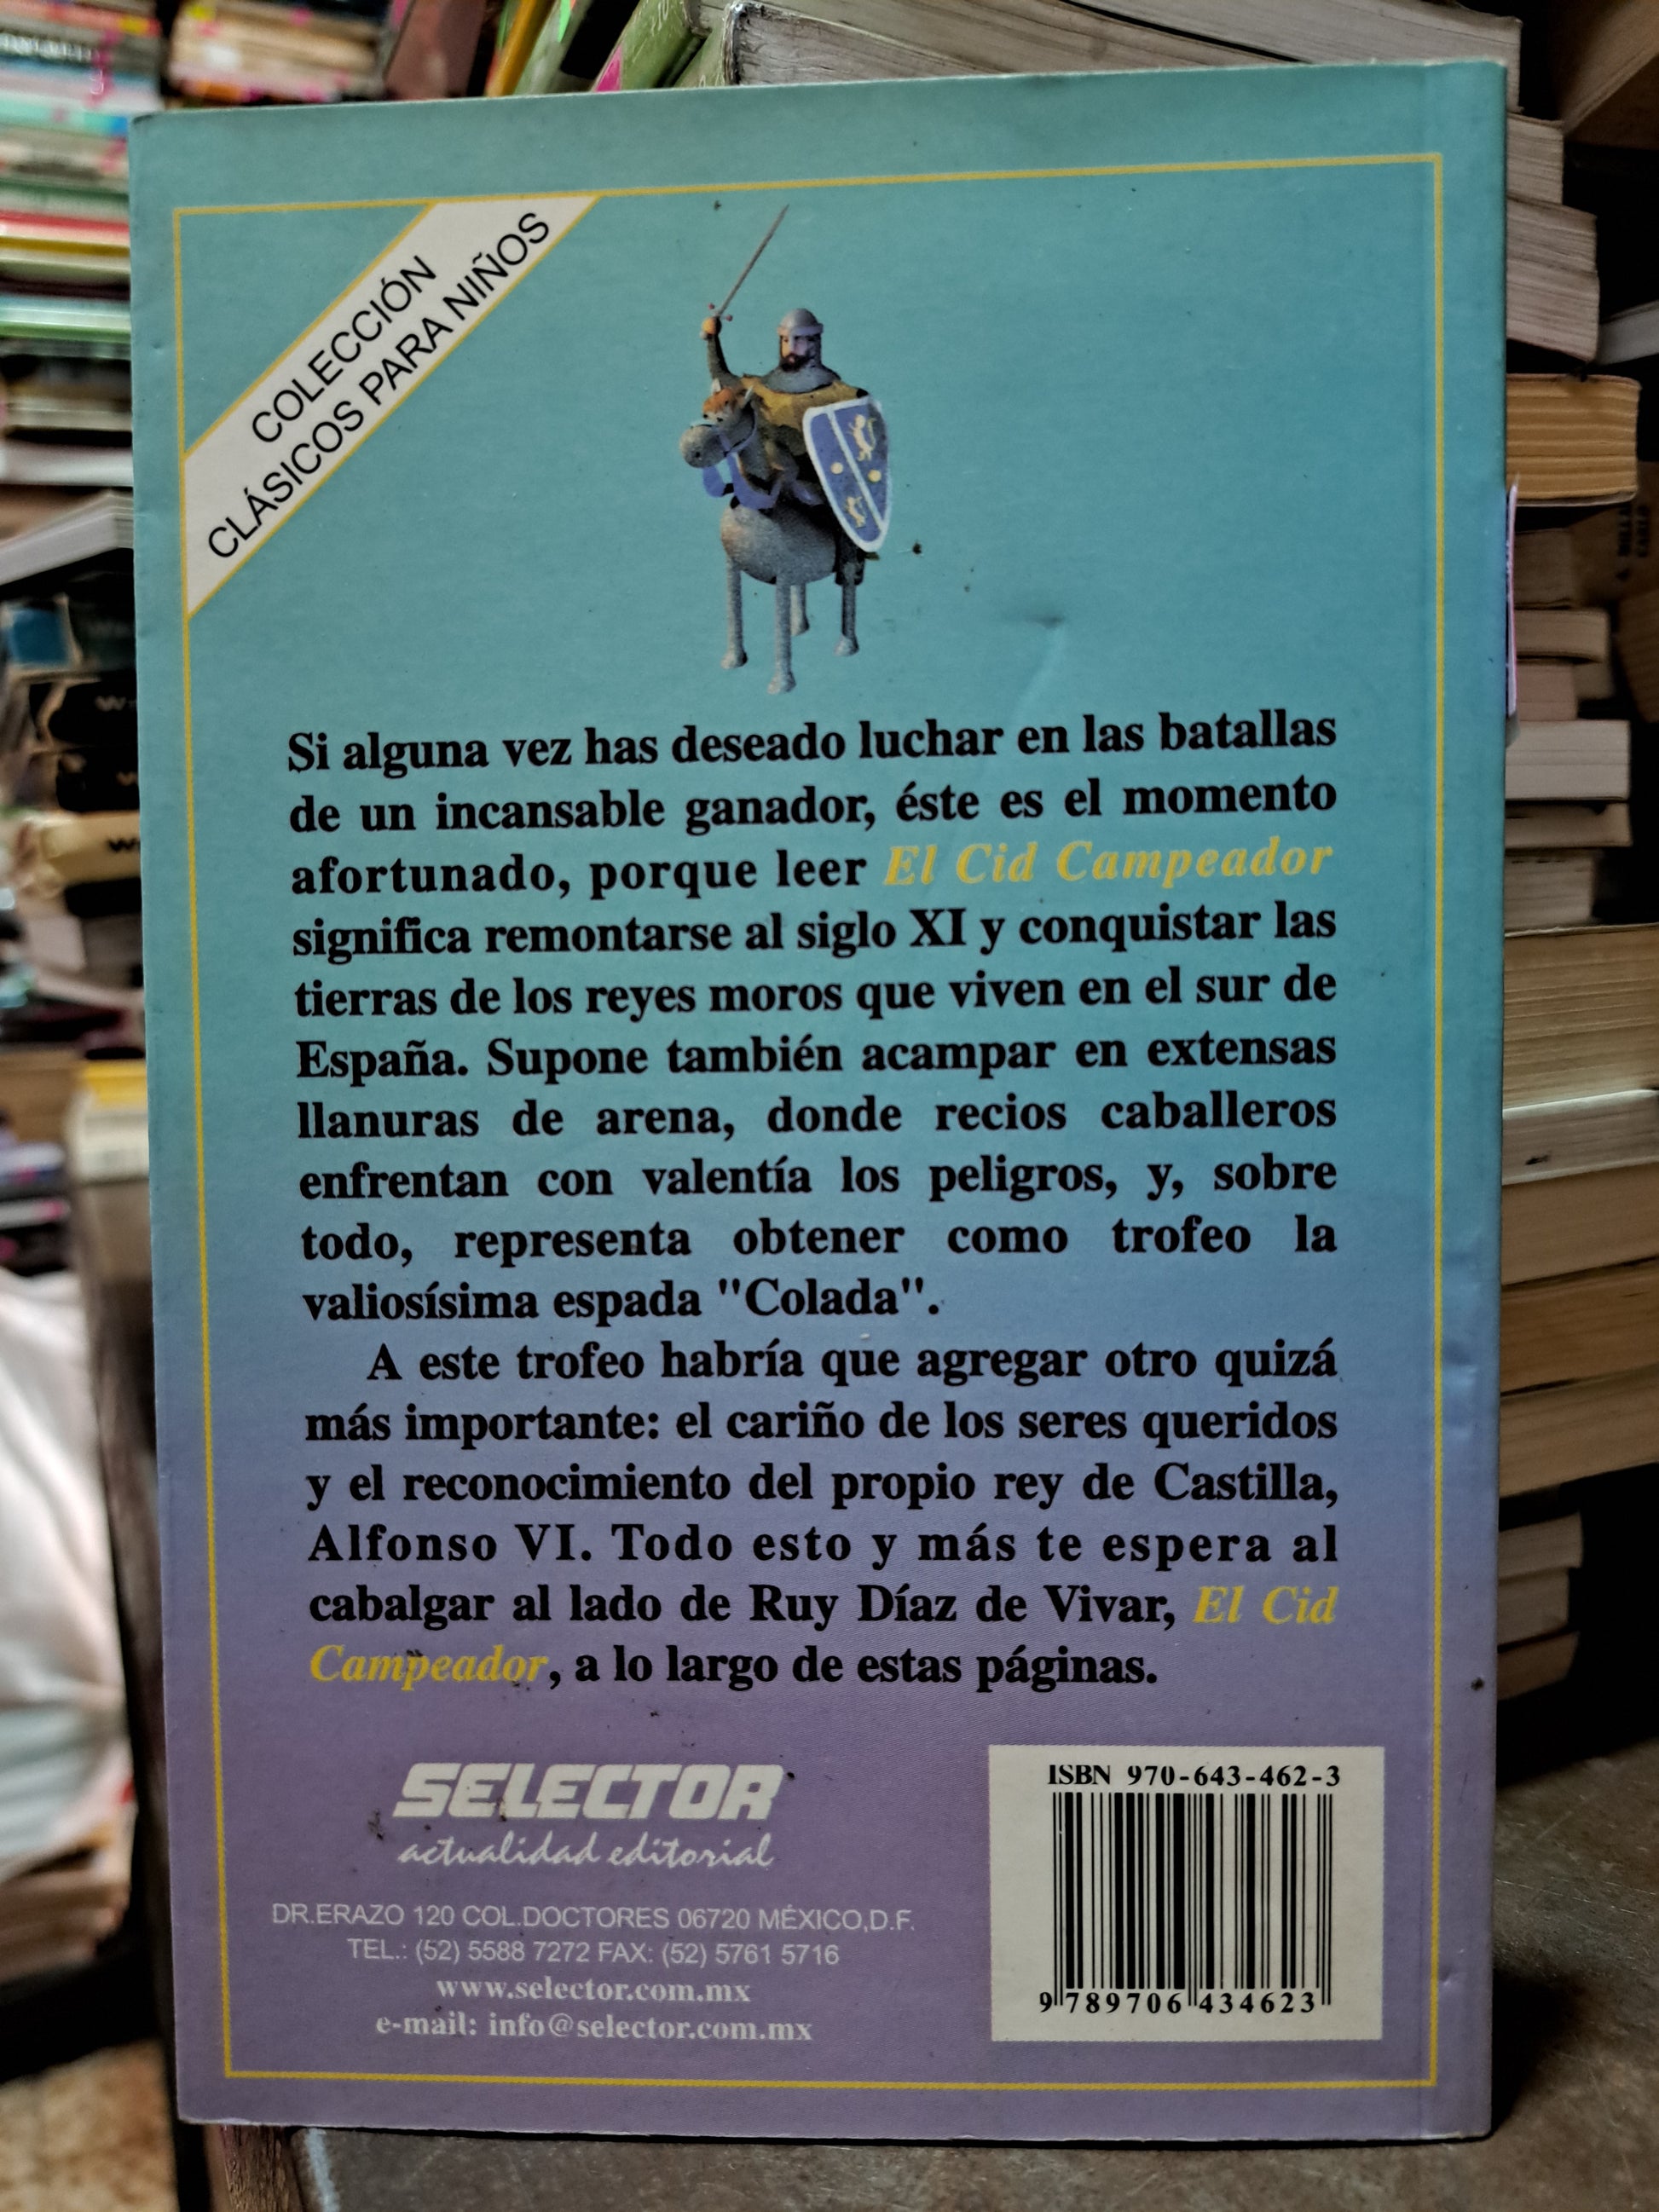 COLECCIÓN
CLÁSICOS PARA NIÑOS
Si alguna vez has deseado luchar en las batallas
de un incansable ganador, éste es el momento
afortunado, porque leer El Cid Campeador
significa remontarse al siglo XI y conquistar las
tierras de los reyes moros que viven en el sur de
España. Supone también acampar en extensas
llanuras de arena, donde recios caballeros
enfrentan con valentía los peligros, y, sobre
todo, representa obtener como trofeo la
valiosísima espada "Colada".
A este trofeo habría que agregar otro quizá
más importante: el cariño de los seres queridos
y el reconocimiento del propio rey de Castilla,
Alfonso VI. Todo esto y más te espera al
cabalgar al lado de Ruy Díaz de Vivar, El Cid
Campeador, a lo largo de estas páginas.
SELECTOR
actualidad editorial
DR.ERAZO 120 COL.DOCTORES 06720 MÉXICO,D.F.
TEL.: (52) 5588 7272 FAX: (52) 5761 5716
www.selector.com.mx
e-mail: info@selector.com.mx
ISBN 970-643-462-3
9 789706 434623